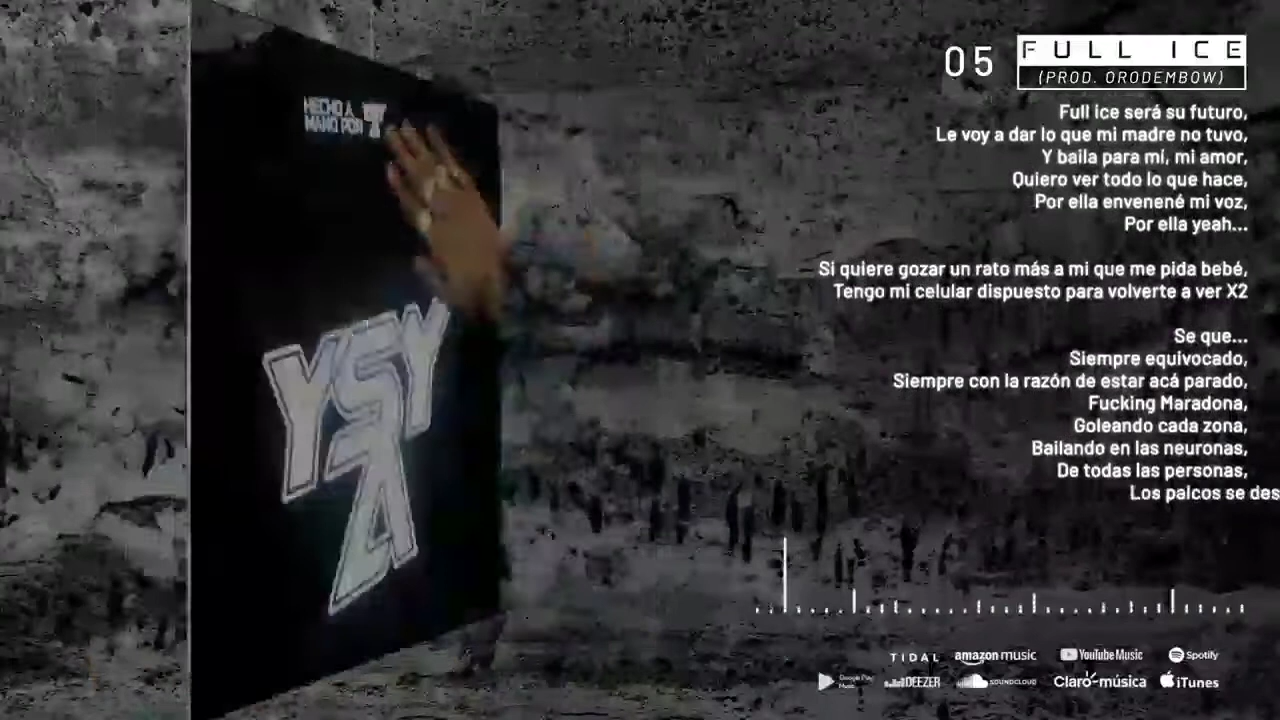 HECHO A
MANO POR T
YSY
A
05
FULL ICE
(PROD. ORODEMBOW)
Full ice será su futuro,
Le voy a dar lo que mi madre no tuvo,
Y baila para mí, mi amor,
Quiero ver todo lo que hace,
Por ella envenené mi voz,
Por ella yeah...
Si quiere gozar un rato más a mi que me pida bebé,
Tengo mi celular dispuesto para volverte a ver X2
Se que...
Siempre equivocado,
Siempre con la razón de estar acá parado,
Fucking Maradona,
Goleando cada zona,
Bailando en las neuronas,
De todas las personas,
Los palcos se des
TIDAL amazon music YouTube Music Spotify
Google Play Music DEEZER SOUNDCLOUD Claro música iTunes